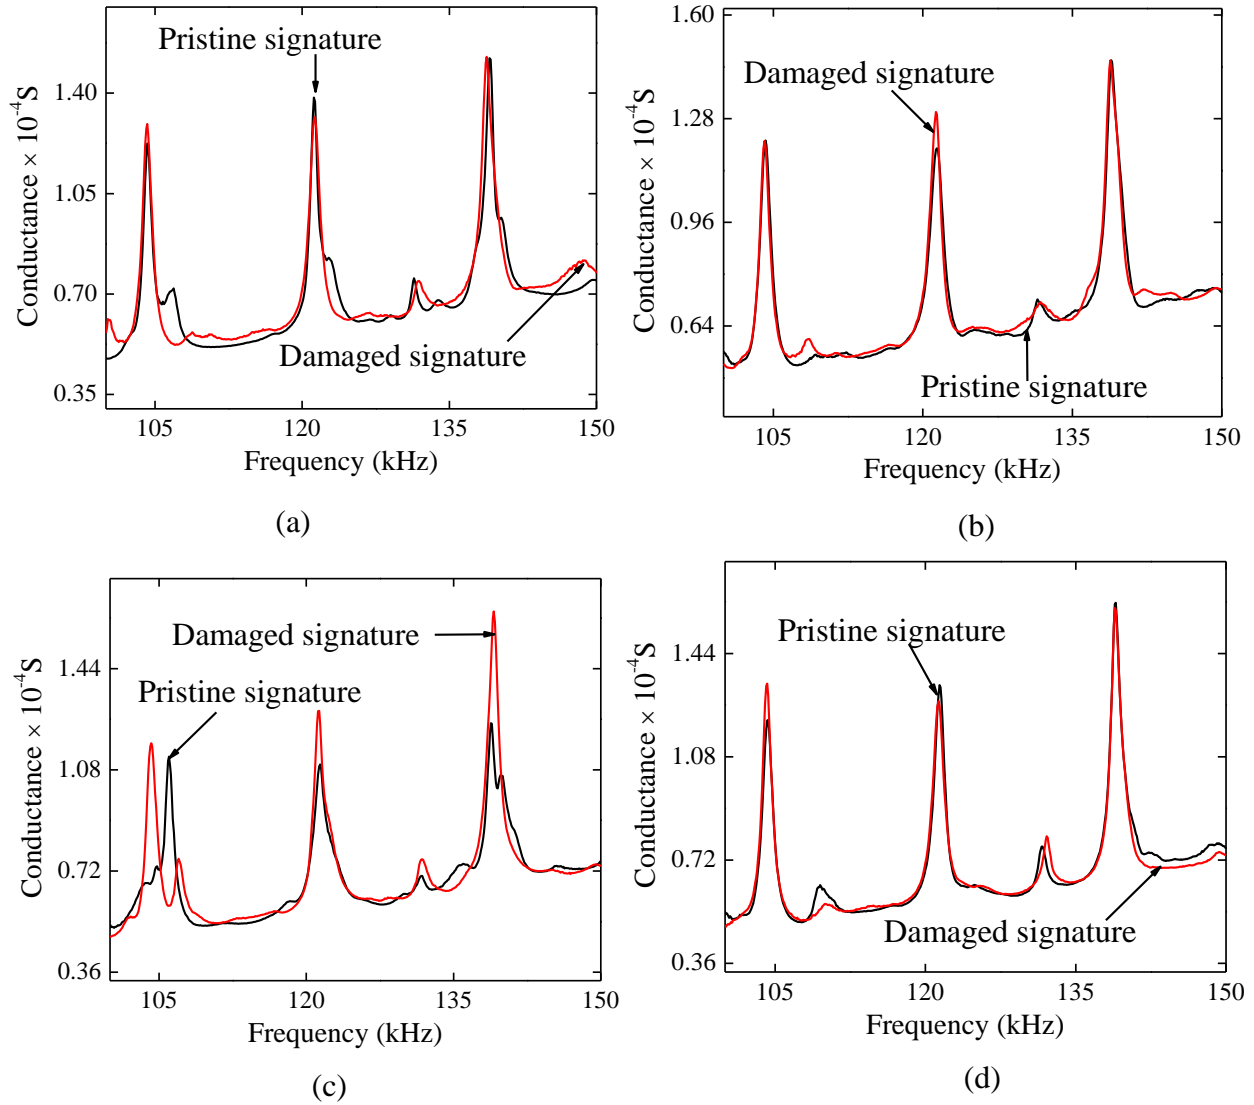 Pristine signature
Damaged signature
1.40
1.05
0.70
0.35
Conductance × 10⁻⁴S
105 120 135 150
Frequency (kHz)
(a)
Damaged signature
Pristine signature
1.60
1.28
0.96
0.64
Conductance × 10⁻⁴S
105 120 135 150
Frequency (kHz)
(b)
Damaged signature
Pristine signature
1.44
1.08
0.72
0.36
Conductance × 10⁻⁴S
105 120 135 150
Frequency (kHz)
(c)
Pristine signature
Damaged signature
1.44
1.08
0.72
0.36
Conductance × 10⁻⁴S
105 120 135 150
Frequency (kHz)
(d)